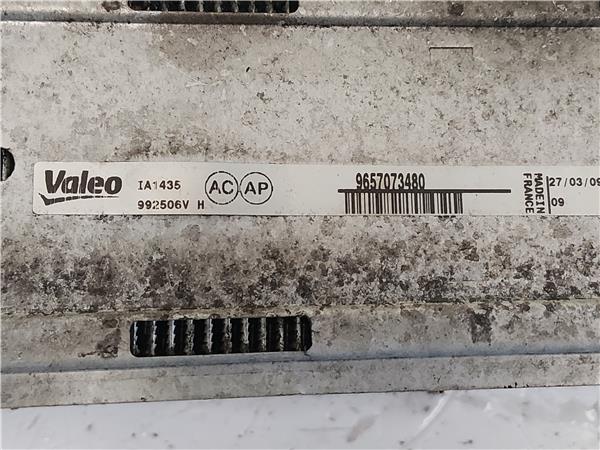 Valeo
IA1435
992506V H
AC AP
9657073480
MADE IN
FRANCE
27/03/09
09